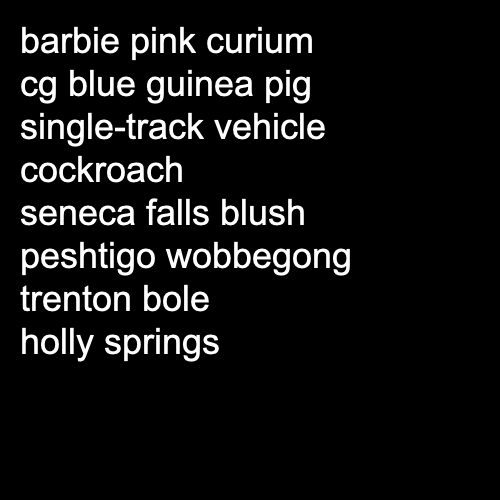 barbie pink curium
cg blue guinea pig
single-track vehicle
cockroach
seneca falls blush
peshtigo wobbegong
trenton bole
holly springs